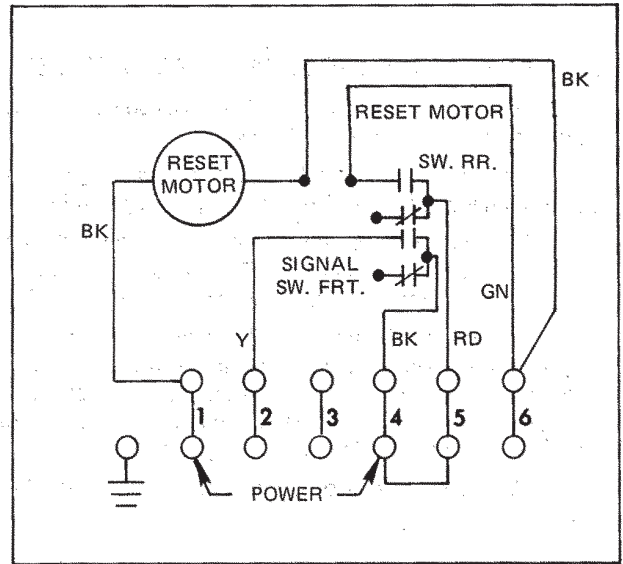 BK
RESET MOTOR
SW. RR.
RESET
MOTOR
BK
SIGNAL
SW. FRT.
GN
Y
BK
RD
1
2
3
4
5
6
POWER